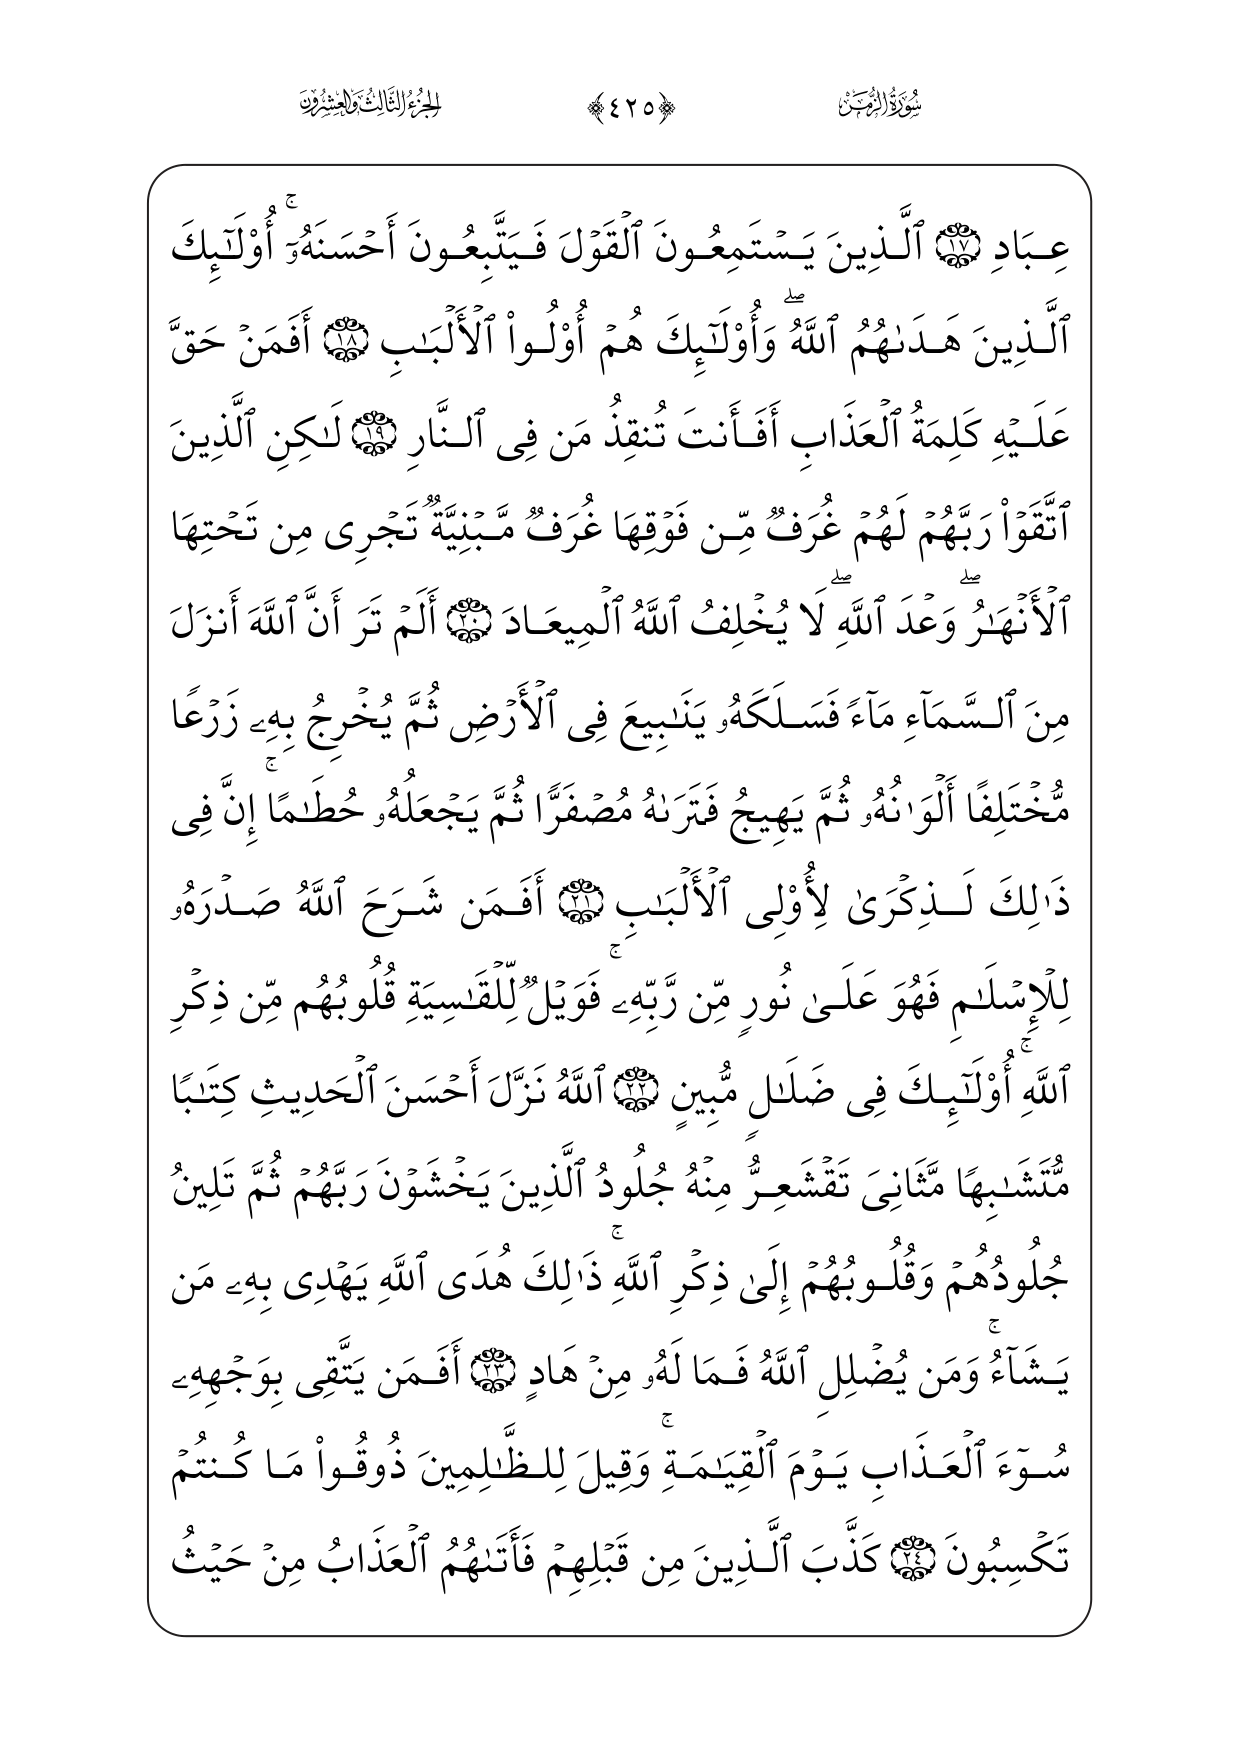 سُورَةُ الزُّمَر ﴿٤٢٥﴾ الجزءُ الثَّالِثُ وَالعِشرُونَ
عِبَادِ ١٧ ٱلَّذِينَ يَسۡتَمِعُونَ ٱلۡقَوۡلَ فَيَتَّبِعُونَ أَحۡسَنَهُۥٓۚ أُوْلَٰٓئِكَ
ٱلَّذِينَ هَدَىٰهُمُ ٱللَّهُۖ وَأُوْلَٰٓئِكَ هُمۡ أُوْلُواْ ٱلۡأَلۡبَٰبِ ١٨ أَفَمَنۡ حَقَّ
عَلَيۡهِ كَلِمَةُ ٱلۡعَذَابِ أَفَأَنتَ تُنقِذُ مَن فِي ٱلنَّارِ ١٩ لَٰكِنِ ٱلَّذِينَ
ٱتَّقَوۡاْ رَبَّهُمۡ لَهُمۡ غُرَفٞ مِّن فَوۡقِهَا غُرَفٞ مَّبۡنِيَّةٞ تَجۡرِي مِن تَحۡتِهَا
ٱلۡأَنۡهَٰرُۖ وَعۡدَ ٱللَّهِۖ لَا يُخۡلِفُ ٱللَّهُ ٱلۡمِيعَادَ ٢٠ أَلَمۡ تَرَ أَنَّ ٱللَّهَ أَنزَلَ
مِنَ ٱلسَّمَآءِ مَآءٗ فَسَلَكَهُۥ يَنَٰبِيعَ فِي ٱلۡأَرۡضِ ثُمَّ يُخۡرِجُ بِهِۦ زَرۡعٗا
مُّخۡتَلِفًا أَلۡوَٰنُهُۥ ثُمَّ يَهِيجُ فَتَرَىٰهُ مُصۡفَرّٗا ثُمَّ يَجۡعَلُهُۥ حُطَٰمًاۚ إِنَّ فِي
ذَٰلِكَ لَذِكۡرَىٰ لِأُوْلِي ٱلۡأَلۡبَٰبِ ٢١ أَفَمَن شَرَحَ ٱللَّهُ صَدۡرَهُۥ
لِلۡإِسۡلَٰمِ فَهُوَ عَلَىٰ نُورٖ مِّن رَّبِّهِۦۚ فَوَيۡلٞ لِّلۡقَٰسِيَةِ قُلُوبُهُم مِّن ذِكۡرِ
ٱللَّهِۚ أُوْلَٰٓئِكَ فِي ضَلَٰلٖ مُّبِينٍ ٢٢ ٱللَّهُ نَزَّلَ أَحۡسَنَ ٱلۡحَدِيثِ كِتَٰبٗا
مُّتَشَٰبِهٗا مَّثَانِيَ تَقۡشَعِرُّ مِنۡهُ جُلُودُ ٱلَّذِينَ يَخۡشَوۡنَ رَبَّهُمۡ ثُمَّ تَلِينُ
جُلُودُهُمۡ وَقُلُوبُهُمۡ إِلَىٰ ذِكۡرِ ٱللَّهِۚ ذَٰلِكَ هُدَى ٱللَّهِ يَهۡدِي بِهِۦ مَن
يَشَآءُۚ وَمَن يُضۡلِلِ ٱللَّهُ فَمَا لَهُۥ مِنۡ هَادٍ ٢٣ أَفَمَن يَتَّقِي بِوَجۡهِهِۦ
سُوٓءَ ٱلۡعَذَابِ يَوۡمَ ٱلۡقِيَٰمَةِۚ وَقِيلَ لِلظَّٰلِمِينَ ذُوقُواْ مَا كُنتُمۡ
تَكۡسِبُونَ ٢٤ كَذَّبَ ٱلَّذِينَ مِن قَبۡلِهِمۡ فَأَتَىٰهُمُ ٱلۡعَذَابُ مِنۡ حَيۡثُ